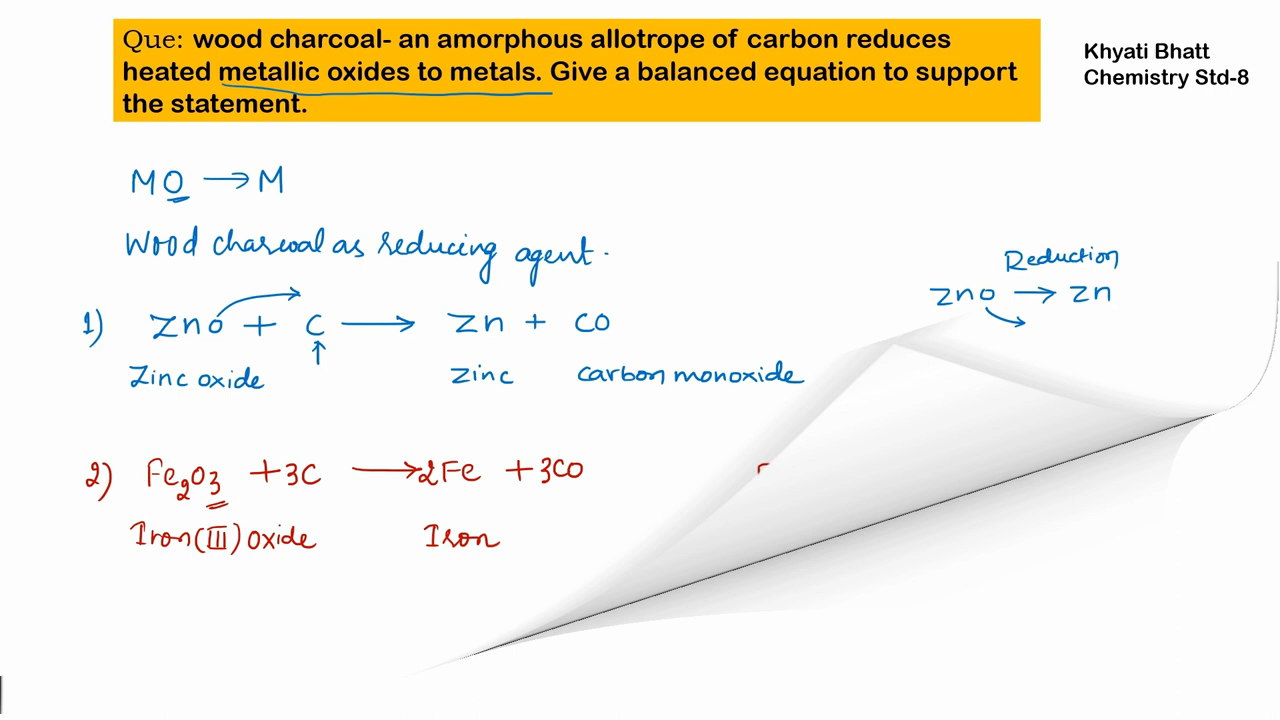 Que: wood charcoal- an amorphous allotrope of carbon reduces
heated metallic oxides to metals. Give a balanced equation to support
the statement.
Khyati Bhatt
Chemistry Std-8
MO → M
Wood charcoal as reducing agent.
Reduction
ZnO → Zn
1) ZnO + C → Zn + CO
Zinc oxide zinc carbon monoxide
2) Fe₂O₃ + 3C → 2Fe + 3CO
Iron (III) Oxide Iron